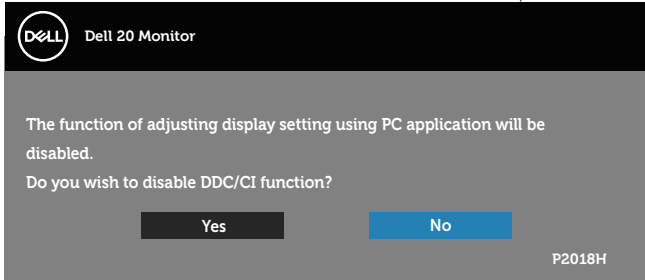 DELL
Dell 20 Monitor
The function of adjusting display setting using PC application will be
disabled.
Do you wish to disable DDC/CI function?
Yes
No
P2018H